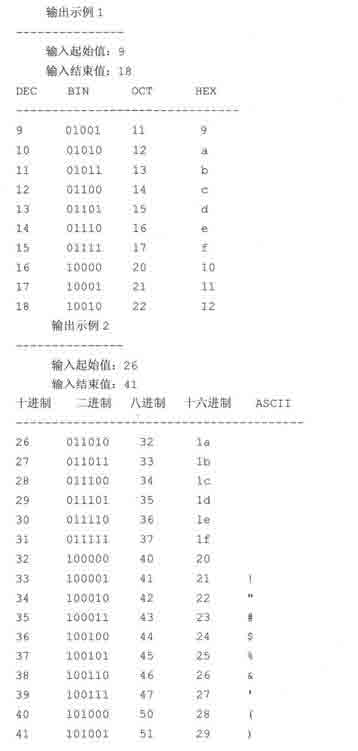 输出示例 1
---------------
输入起始值：9
输入结束值：18
DEC BIN OCT HEX
-------------------------------
9 01001 11 9
10 01010 12 a
11 01011 13 b
12 01100 14 c
13 01101 15 d
14 01110 16 e
15 01111 17 f
16 10000 20 10
17 10001 21 11
18 10010 22 12
输出示例 2
---------------
输入起始值：26
输入结束值：41
十进制 二进制 八进制 十六进制 ASCII
----------------------------------------
26 011010 32 1a
27 011011 33 1b
28 011100 34 1c
29 011101 35 1d
30 011110 36 1e
31 011111 37 1f
32 100000 40 20
33 100001 41 21 !
34 100010 42 22 "
35 100011 43 23 #
36 100100 44 24 $
37 100101 45 25 %
38 100110 46 26 &
39 100111 47 27 '
40 101000 50 28 (
41 101001 51 29 )